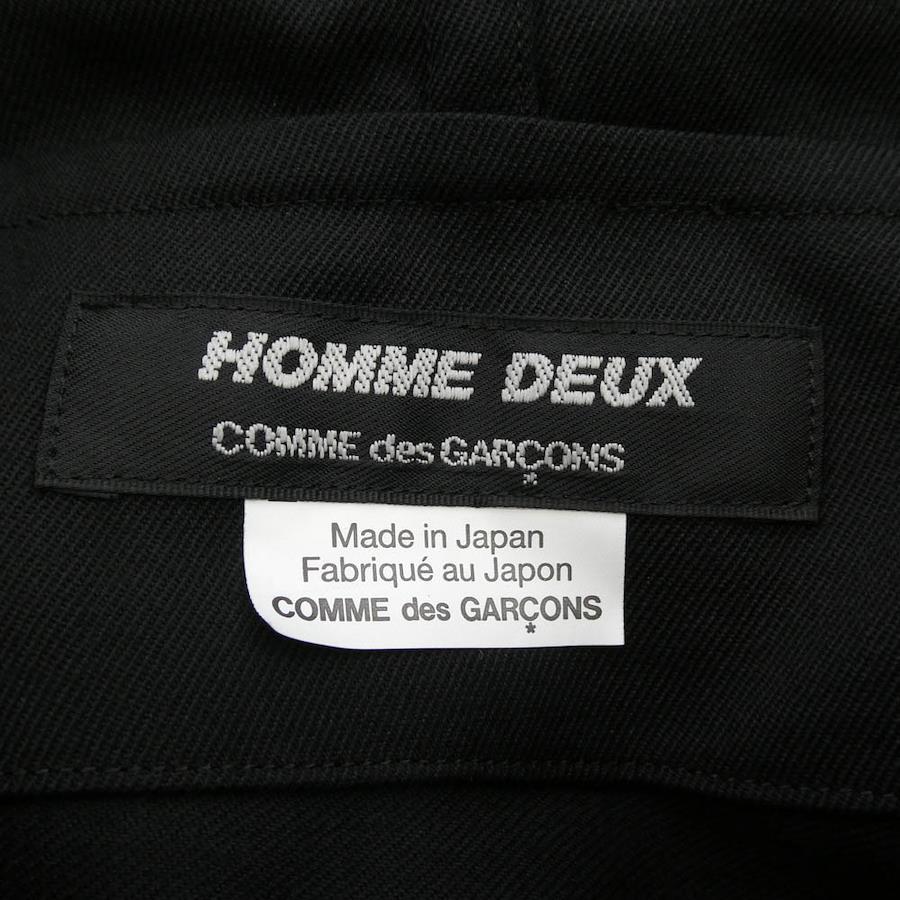 HOMME DEUX
COMME des GARÇONS
Made in Japan
Fabriqué au Japon
COMME des GARÇONS